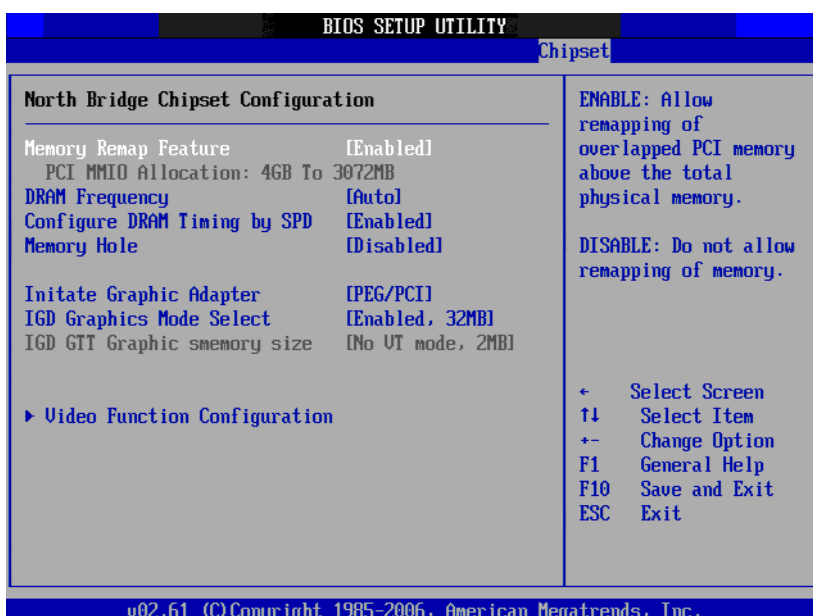 BIOS SETUP UTILITY
Chipset
North Bridge Chipset Configuration
Memory Remap Feature [Enabled]
PCI MMIO Allocation: 4GB To 3072MB
DRAM Frequency [Auto]
Configure DRAM Timing by SPD [Enabled]
Memory Hole [Disabled]
Initate Graphic Adapter [PEG/PCI]
IGD Graphics Mode Select [Enabled, 32MB]
IGD GTT Graphic smemory size [No VT mode, 2MB]
► Video Function Configuration
ENABLE: Allow
remapping of
overlapped PCI memory
above the total
physical memory.
DISABLE: Do not allow
remapping of memory.
← Select Screen
↑↓ Select Item
+- Change Option
F1 General Help
F10 Save and Exit
ESC Exit
v02.61 (C)Copyright 1985-2006, American Megatrends, Inc.